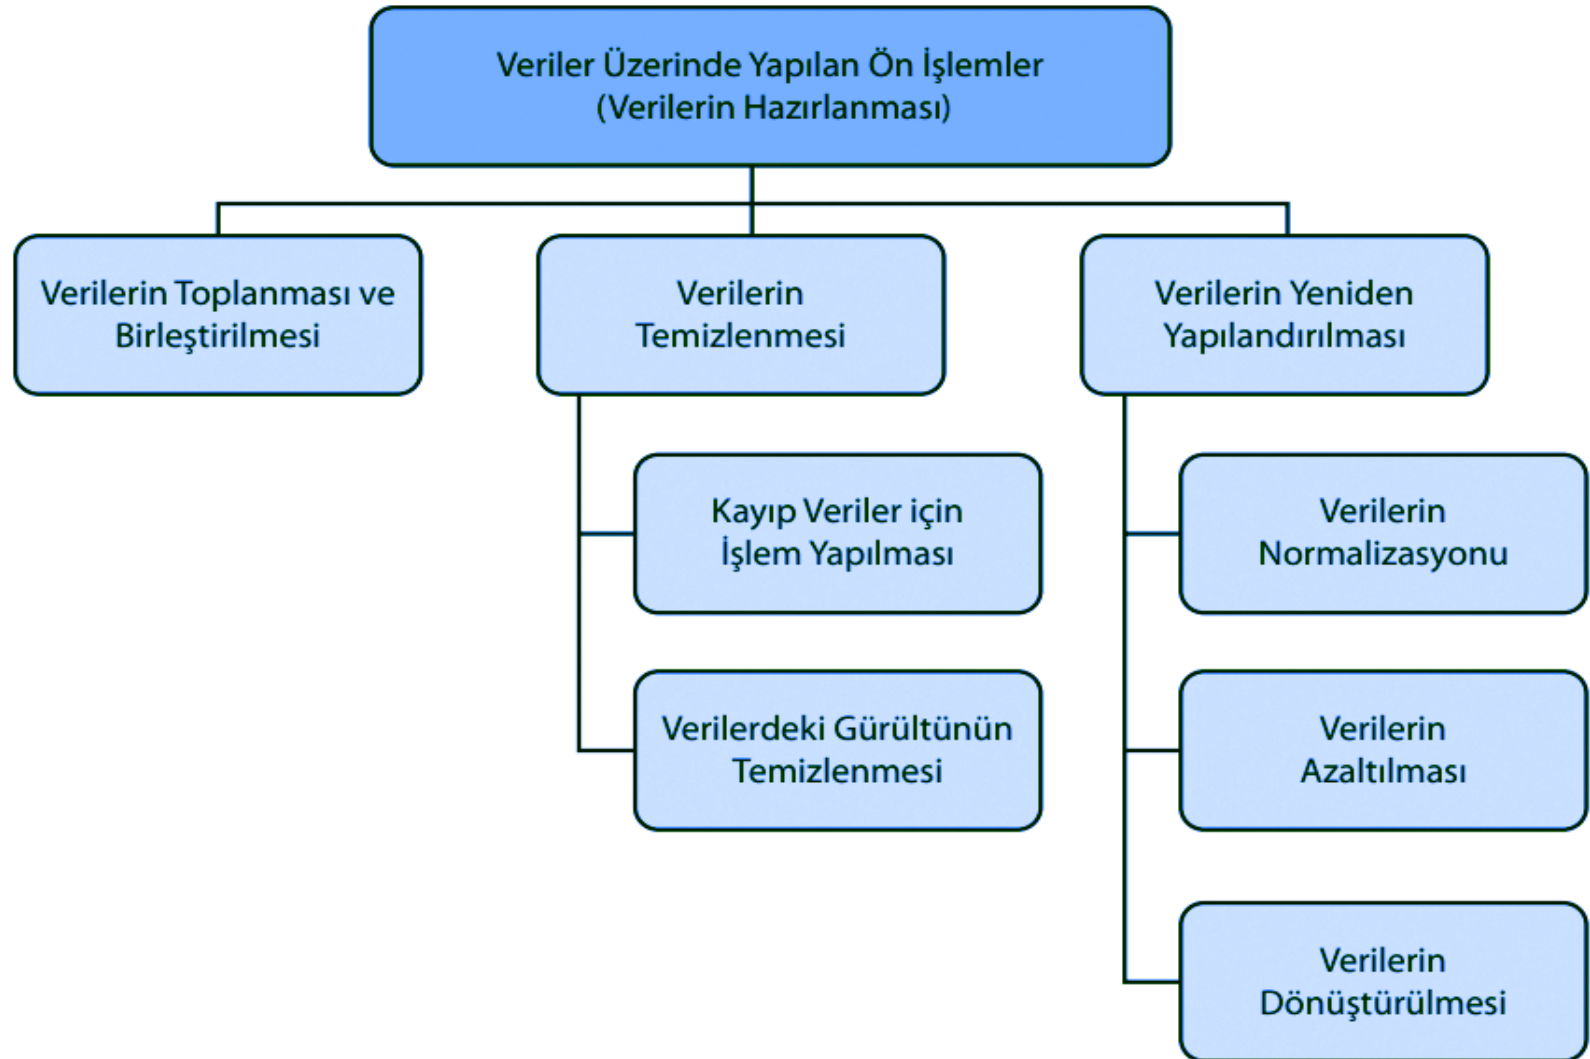 Veriler Üzerinde Yapılan Ön İşlemler
(Verilerin Hazırlanması)
Verilerin Toplanması ve
Birleştirilmesi
Verilerin
Temizlenmesi
Kayıp Veriler için
İşlem Yapılması
Verilerdeki Gürültünün
Temizlenmesi
Verilerin Yeniden
Yapılandırılması
Verilerin
Normalizasyonu
Verilerin
Azaltılması
Verilerin
Dönüştürülmesi